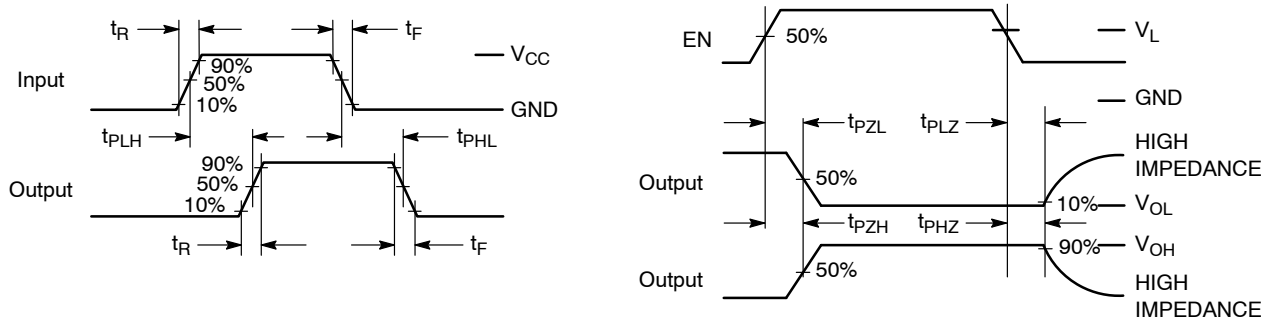 tR
tF
VCC
Input
90%
50%
10%
GND
tPLH
tPHL
Output
90%
50%
10%
tR
tF
EN
50%
VL
GND
tPZL
tPLZ
HIGH
IMPEDANCE
Output
50%
10%
VOL
tPZH
tPHZ
90%
VOH
Output
50%
HIGH
IMPEDANCE